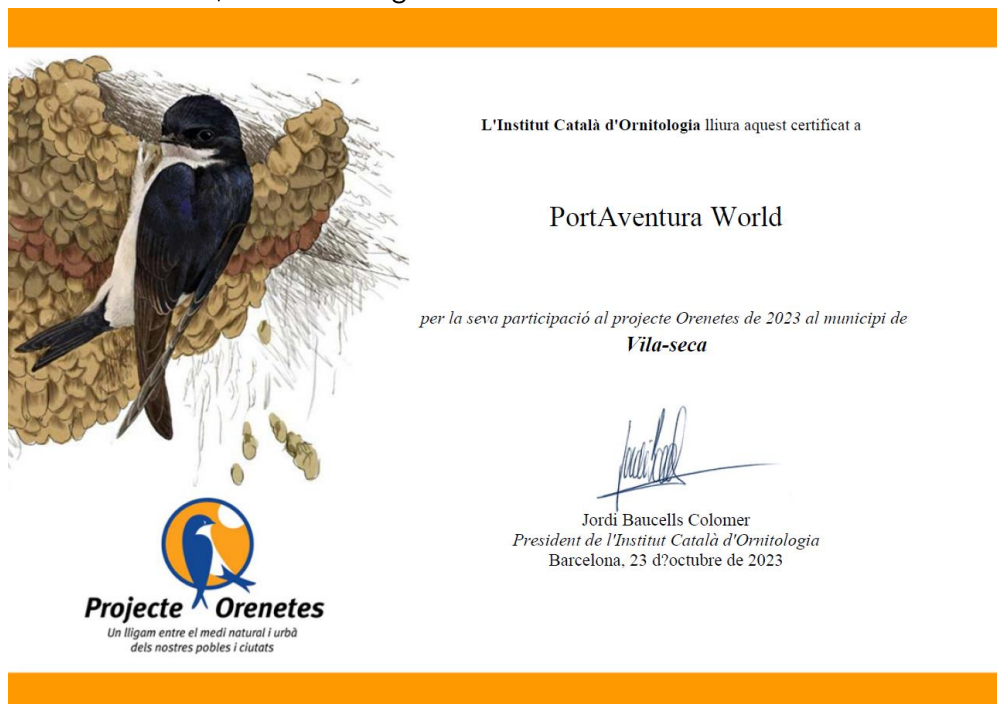 L'Institut Català d'Ornitologia lliura aquest certificat a
PortAventura World
per la seva participació al projecte Orenetes de 2023 al municipi de
Vila-seca
Jordi Baucells Colomer
President de l'Institut Català d'Ornitologia
Barcelona, 23 d?octubre de 2023
Projecte Orenetes
Un lligam entre el medi natural i urbà
dels nostres pobles i ciutats